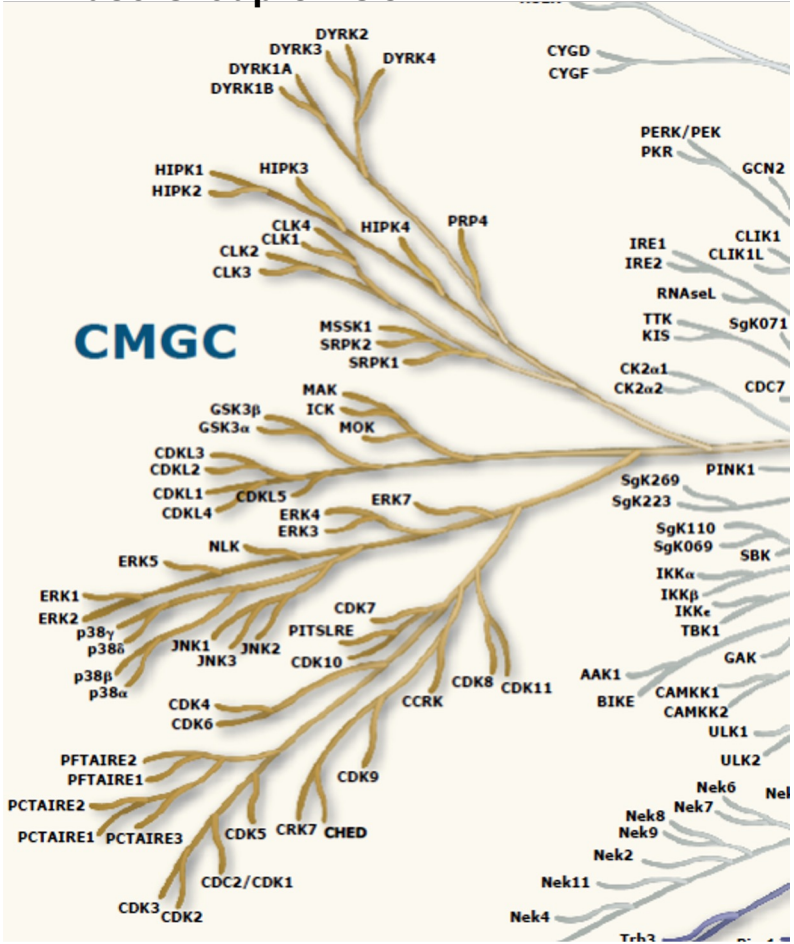 DYRK2
DYRK3
DYRK4
DYRK1A
DYRK1B
CYGD
CYGF
PERK/PEK
PKR
GCN2
HIPK1
HIPK3
HIPK2
CLK4
HIPK4
PRP4
CLK1
CLK2
CLK3
IRE1
CLIK1
IRE2
CLIK1L
RNAseL
TTK
SgK071
KIS
MSSK1
SRPK2
SRPK1
CMGC
CK2α1
CK2α2
CDC7
MAK
GSK3β
ICK
GSK3α
MOK
CDKL3
CDKL2
PINK1
CDKL1
CDKL5
CDKL4
SgK269
SgK223
ERK7
ERK4
ERK3
SgK110
SgK069
SBK
NLK
ERK5
IKKα
ERK1
IKKβ
ERK2
IKKε
p38γ
CDK7
p38δ
JNK1
JNK2
PITSLRE
TBK1
JNK3
CDK10
GAK
p38β
p38α
CDK8
CDK11
AAK1
CAMKK1
BIKE
CAMKK2
CCRK
CDK4
CDK6
ULK1
ULK2
PFTAIRE2
PFTAIRE1
CDK9
Nek6
PCTAIRE2
Nek7
Nek8
PCTAIRE1
PCTAIRE3
CDK5
CRK7
CHED
Nek9
Nek2
CDC2/CDK1
Nek11
CDK3
CDK2
Nek4
Trb3